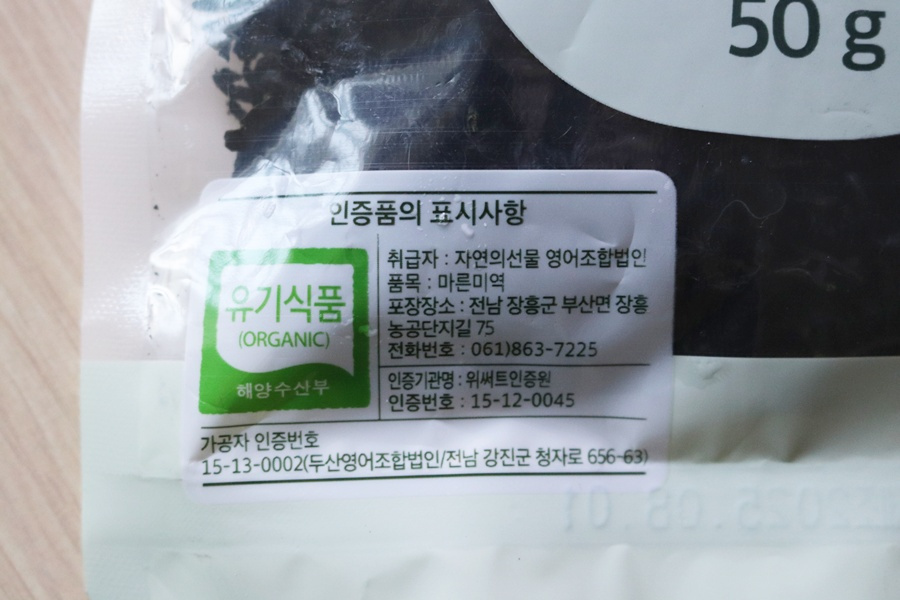 50 g
인증품의 표시사항
유기식품
(ORGANIC)
해양수산부
취급자 : 자연의선물 영어조합법인
품목 : 마른미역
포장장소 : 전남 장흥군 부산면 장흥
농공단지길 75
전화번호 : 061)863-7225
인증기관명 : 위써트인증원
인증번호 : 15-12-0045
가공자 인증번호
15-13-0002(두산영어조합법인/전남 강진군 청자로 656-63)
2025.08.01